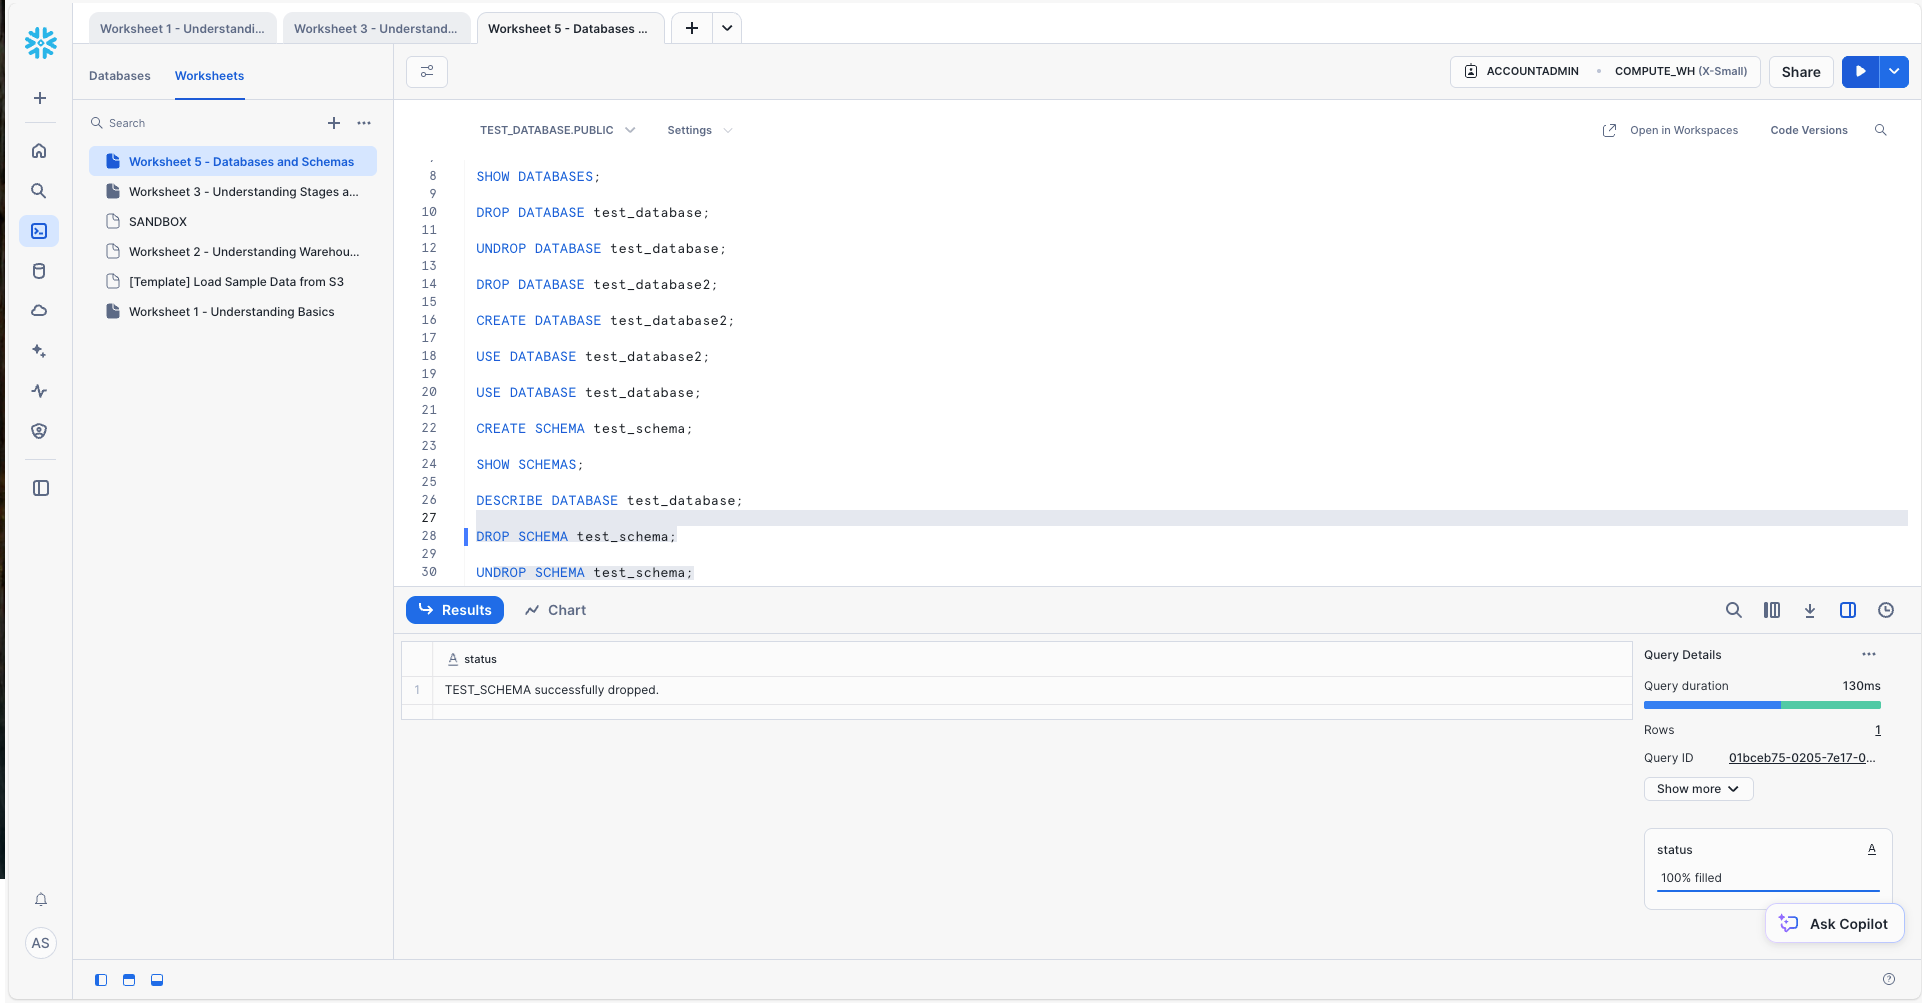 Worksheet 1 - Understandi...
Worksheet 3 - Understand...
Worksheet 5 - Databases ...
Databases
Worksheets
ACCOUNTADMIN
COMPUTE_WH (X-Small)
Share
Search
Worksheet 5 - Databases and Schemas
Worksheet 3 - Understanding Stages a...
SANDBOX
Worksheet 2 - Understanding Warehou...
[Template] Load Sample Data from S3
Worksheet 1 - Understanding Basics
AS
TEST_DATABASE.PUBLIC
Settings
Open in Workspaces
Code Versions
8 SHOW DATABASES;
9
10 DROP DATABASE test_database;
11
12 UNDROP DATABASE test_database;
13
14 DROP DATABASE test_database2;
15
16 CREATE DATABASE test_database2;
17
18 USE DATABASE test_database2;
19
20 USE DATABASE test_database;
21
22 CREATE SCHEMA test_schema;
23
24 SHOW SCHEMAS;
25
26 DESCRIBE DATABASE test_database;
27
28 DROP SCHEMA test_schema;
29
30 UNDROP SCHEMA test_schema;
Results
Chart
A status
1 TEST_SCHEMA successfully dropped.
Query Details
Query duration 130ms
Rows 1
Query ID 01bceb75-0205-7e17-0...
Show more
status A
100% filled
Ask Copilot